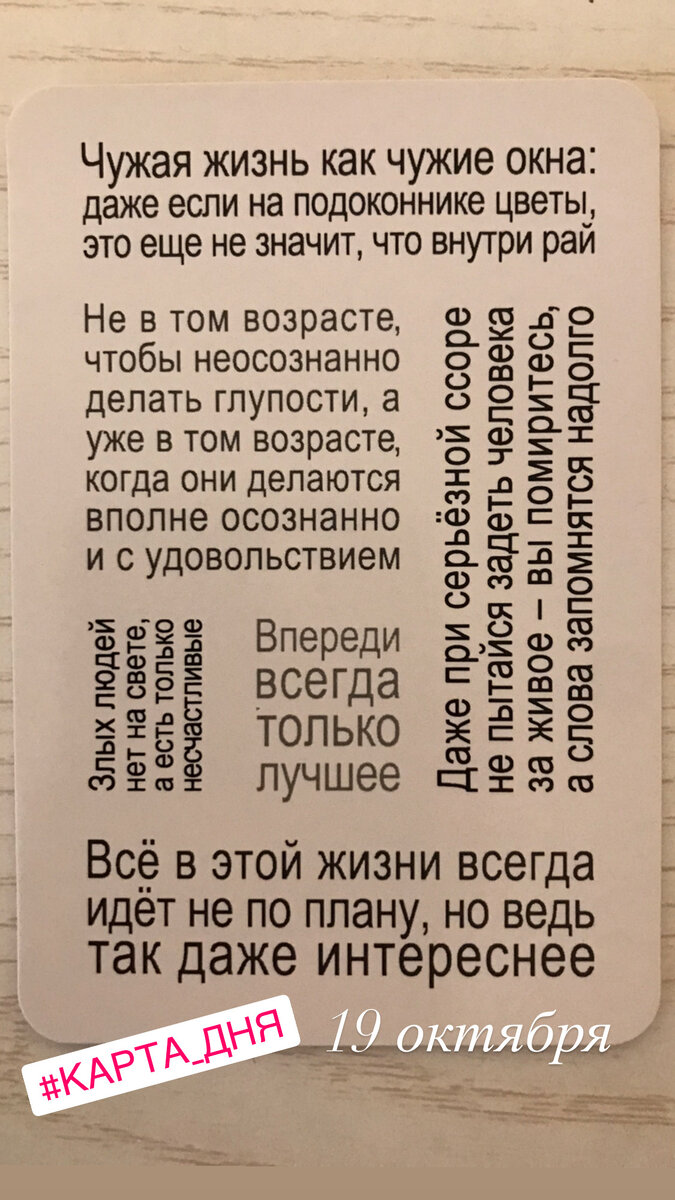 Чужая жизнь как чужие окна:
даже если на подоконнике цветы,
это еще не значит, что внутри рай
Не в том возрасте,
чтобы неосознанно
делать глупости, а
уже в том возрасте,
когда они делаются
вполне осознанно
и с удовольствием
Даже при серьёзной ссоре
не пытайся задеть человека
за живое – вы помиритесь,
а слова запомнятся надолго
Злых людей
нет на свете,
а есть только
несчастливые
Впереди
всегда
только
лучшее
Всё в этой жизни всегда
идёт не по плану, но ведь
так даже интереснее
#КАРТА_ДНЯ
19 октября